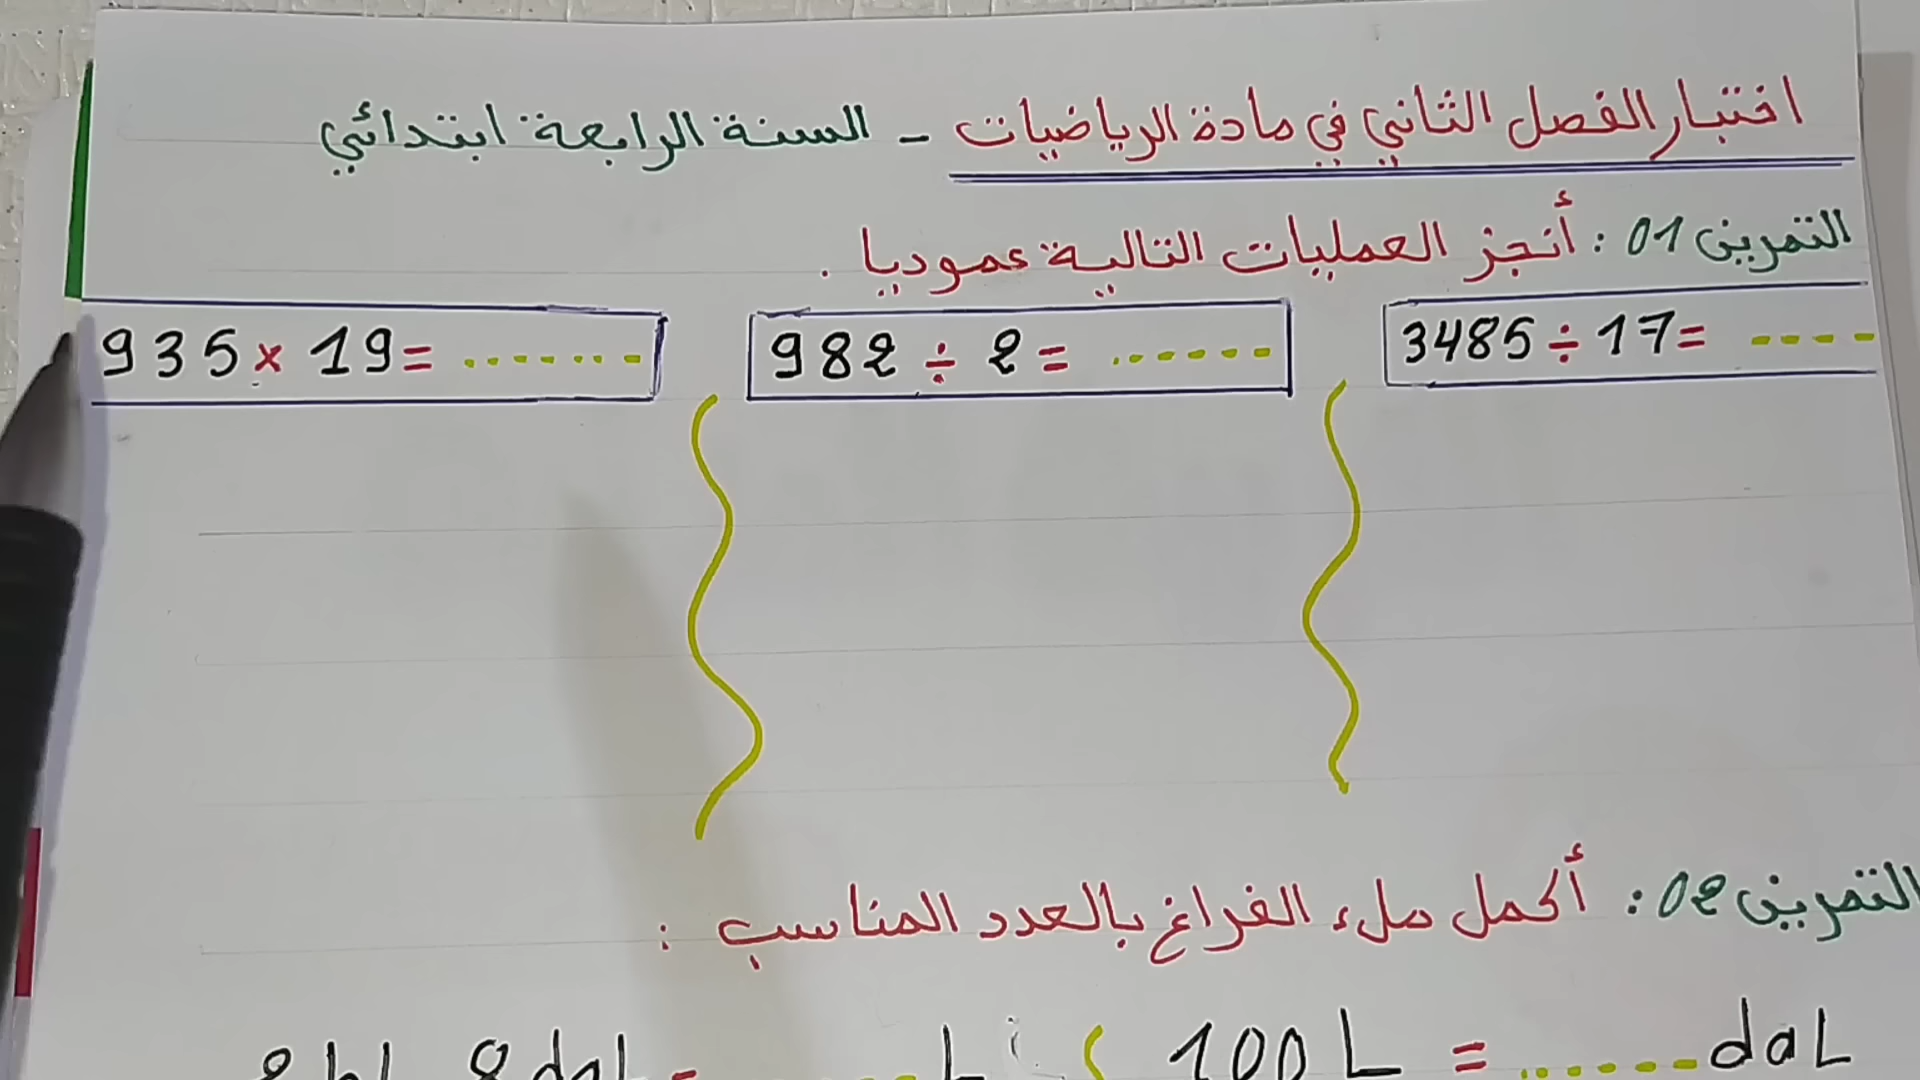 اختبار الفصل الثاني في مادة الرياضيات - السنة الرابعة ابتدائي
التمرين 01 : أنجز العمليات التالية عموديا .
935 × 19 = .......
982 ÷ 2 = ......
3485 ÷ 17 = ....
التمرين 02 : أكمل ملء الفراغ بالعدد المناسب :
100 L = ...... daL